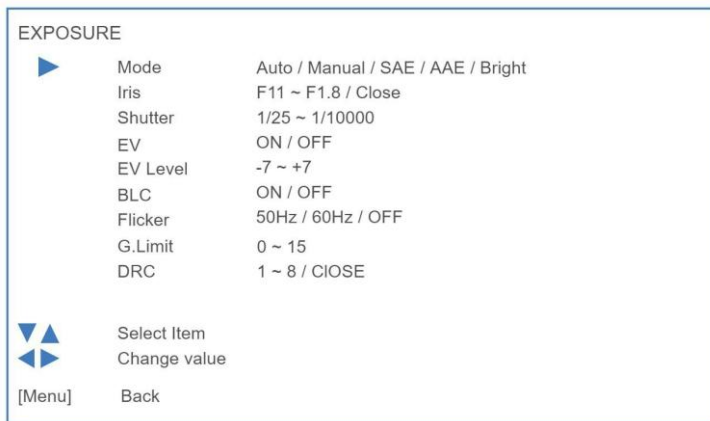 EXPOSURE
Mode Auto / Manual / SAE / AAE / Bright
Iris F11 ~ F1.8 / Close
Shutter 1/25 ~ 1/10000
EV ON / OFF
EV Level -7 ~ +7
BLC ON / OFF
Flicker 50Hz / 60Hz / OFF
G.Limit 0 ~ 15
DRC 1 ~ 8 / ClOSE
Select Item
Change value
[Menu] Back